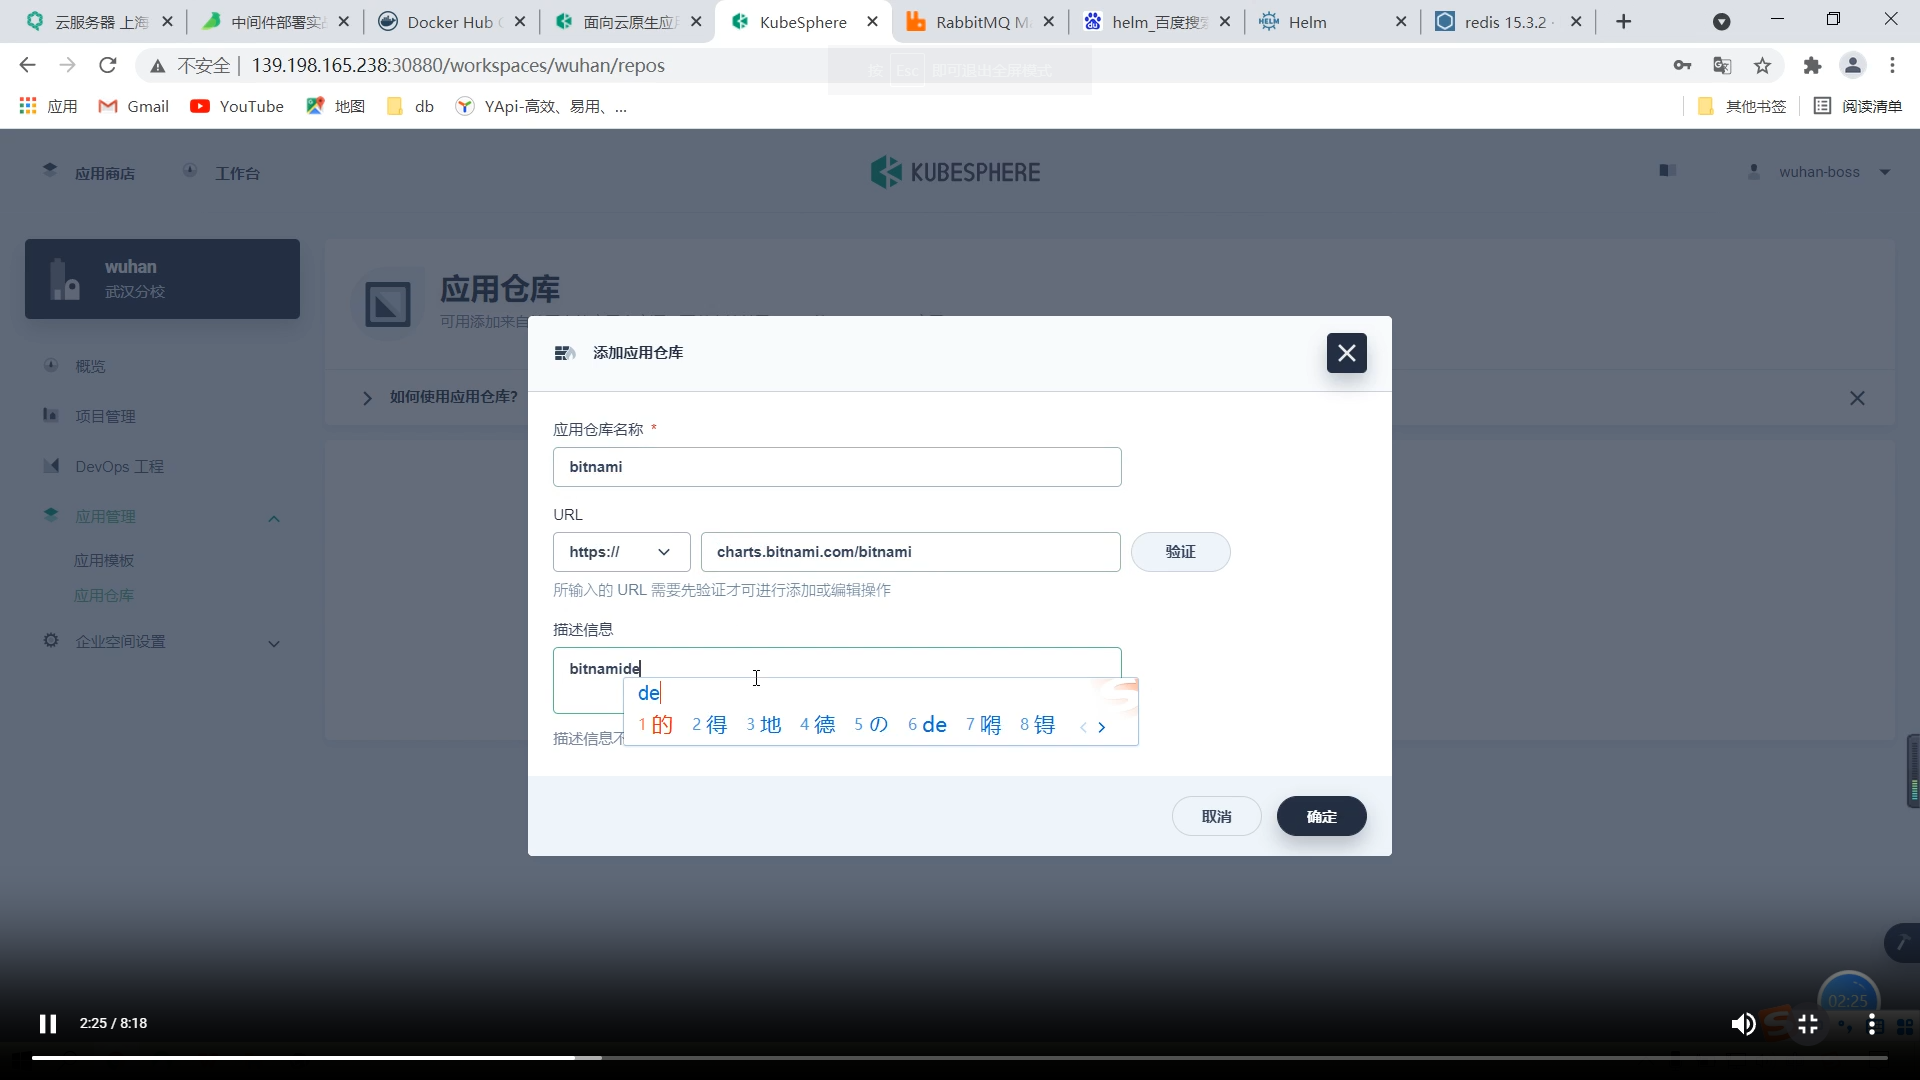 云服务器 上海
中间件部署实
Docker Hub
面向云原生应
KubeSphere
RabbitMQ M
helm_百度搜
Helm
redis 15.3.2
不安全 139.198.165.238:30880/workspaces/wuhan/repos
按 Esc 即可退出全屏模式
应用 Gmail YouTube 地图 db YApi-高效、易用、... 其他书签 阅读清单
应用商店 工作台 KUBESPHERE wuhan-boss
wuhan
武汉分校
应用仓库
可用添加来自
概览
项目管理
DevOps 工程
应用管理
应用模板
应用仓库
企业空间设置
如何使用应用仓库?
添加应用仓库
应用仓库名称 *
bitnami
URL
https:// charts.bitnami.com/bitnami 验证
所输入的 URL 需要先验证才可进行添加或编辑操作
描述信息
bitnamide
de
1 的 2 得 3 地 4 德 5 の 6 de 7 嘚 8 锝
描述信息不
取消 确定
02:25
2:25 / 8:18